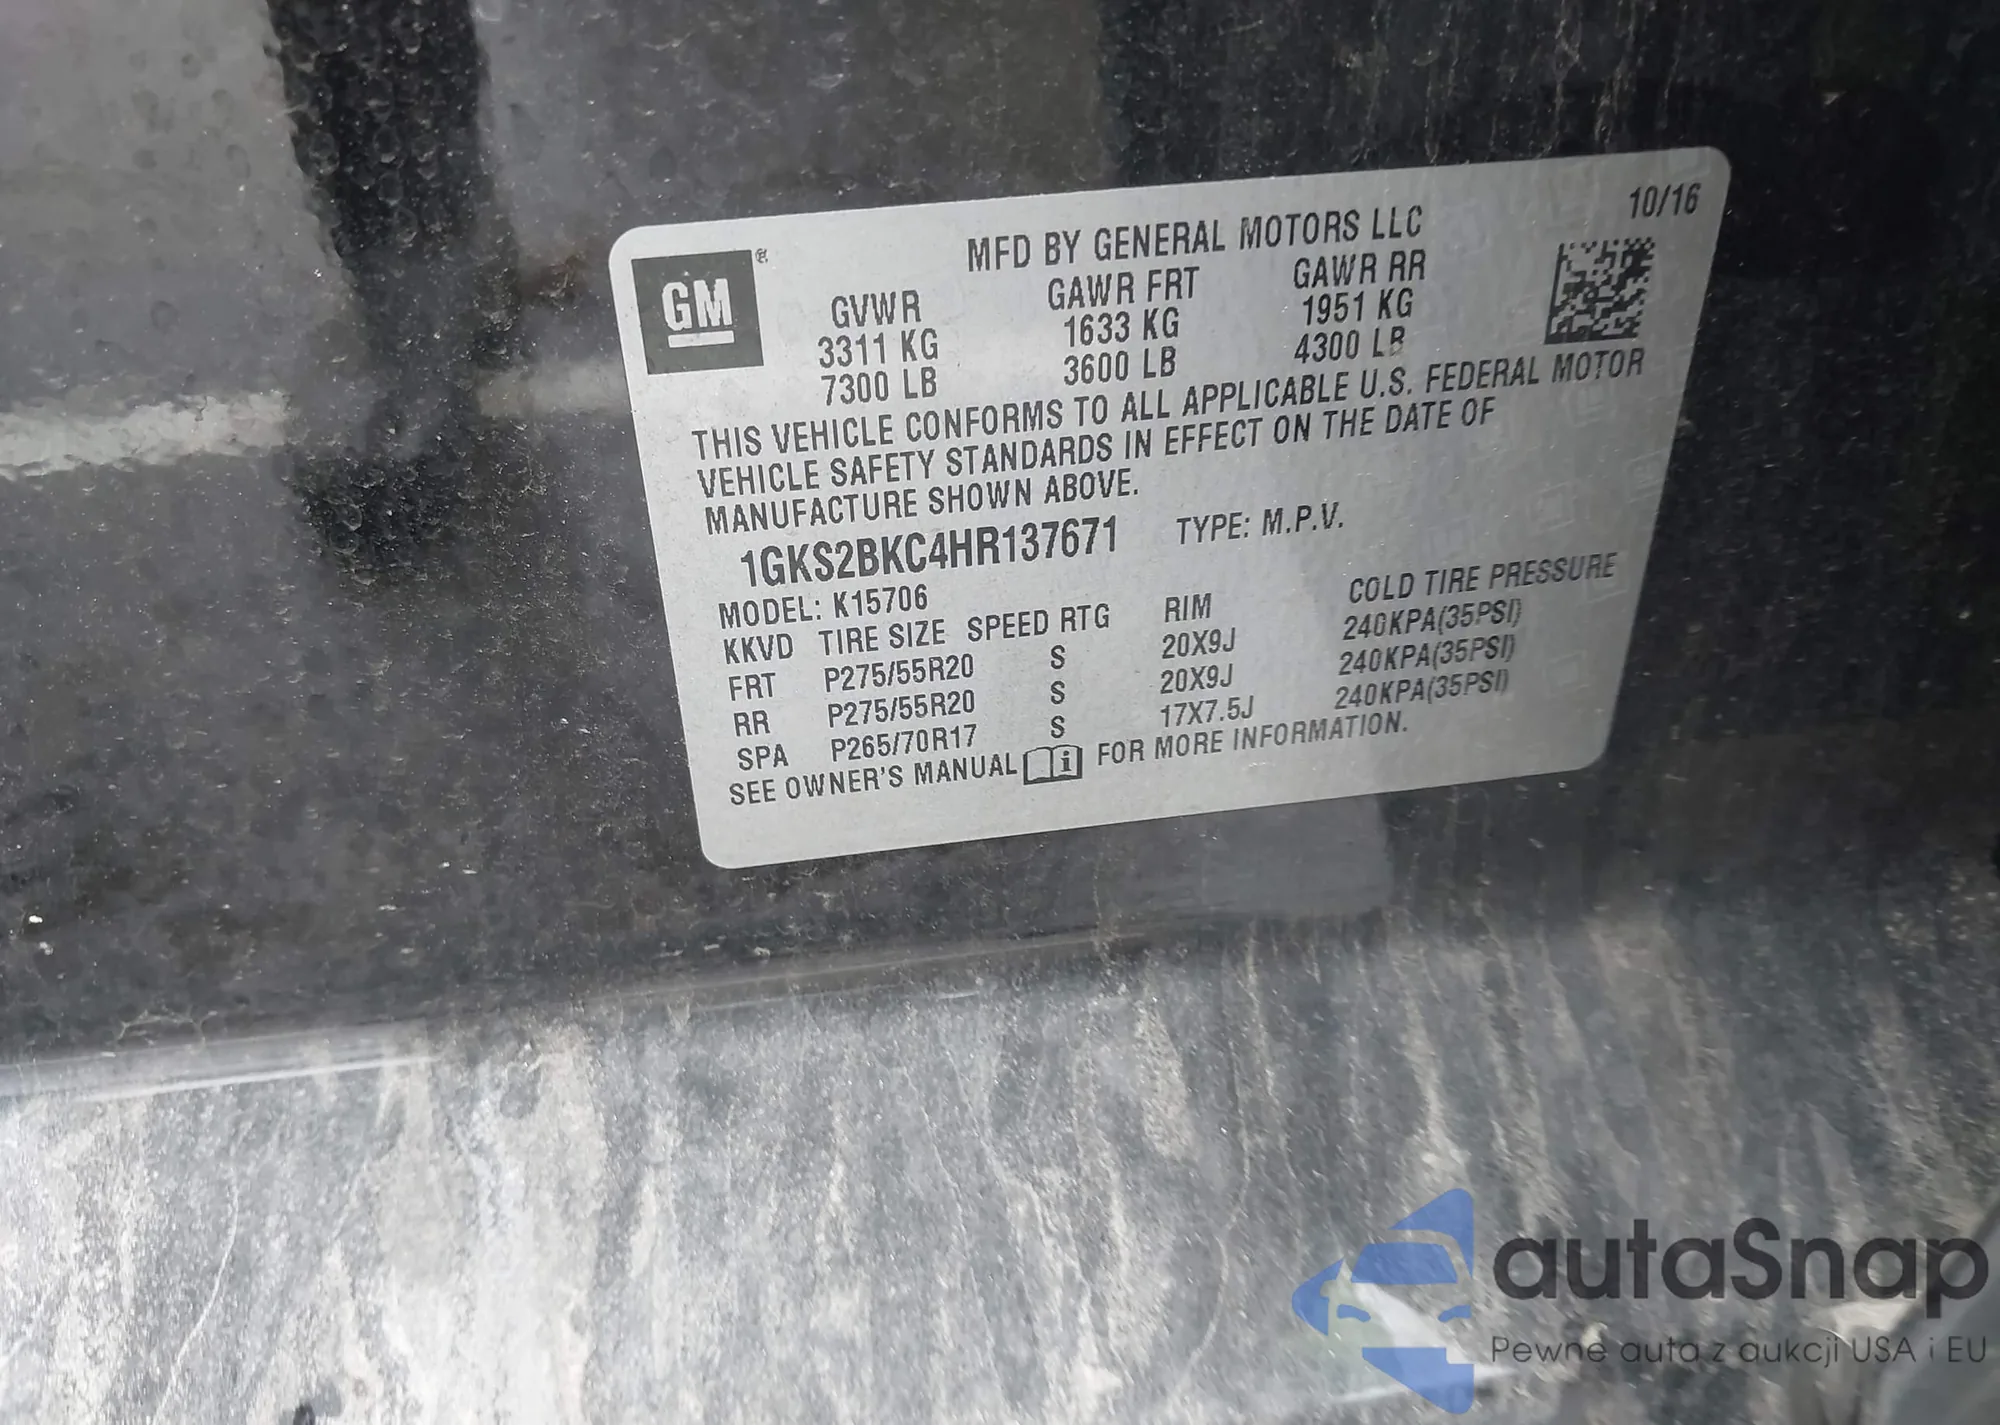 10/16
MFD BY GENERAL MOTORS LLC
GM®
GVWR GAWR FRT GAWR RR
3311 KG 1633 KG 1951 KG
7300 LB 3600 LB 4300 LB
THIS VEHICLE CONFORMS TO ALL APPLICABLE U.S. FEDERAL MOTOR
VEHICLE SAFETY STANDARDS IN EFFECT ON THE DATE OF
MANUFACTURE SHOWN ABOVE.
1GKS2BKC4HR137671 TYPE: M.P.V.
MODEL: K15706
KKVD TIRE SIZE SPEED RTG RIM COLD TIRE PRESSURE
FRT P275/55R20 S 20X9J 240KPA(35PSI)
RR P275/55R20 S 20X9J 240KPA(35PSI)
SPA P265/70R17 S 17X7.5J 240KPA(35PSI)
SEE OWNER'S MANUAL i FOR MORE INFORMATION.
autaSnap
Pewne auta z aukcji USA i EU